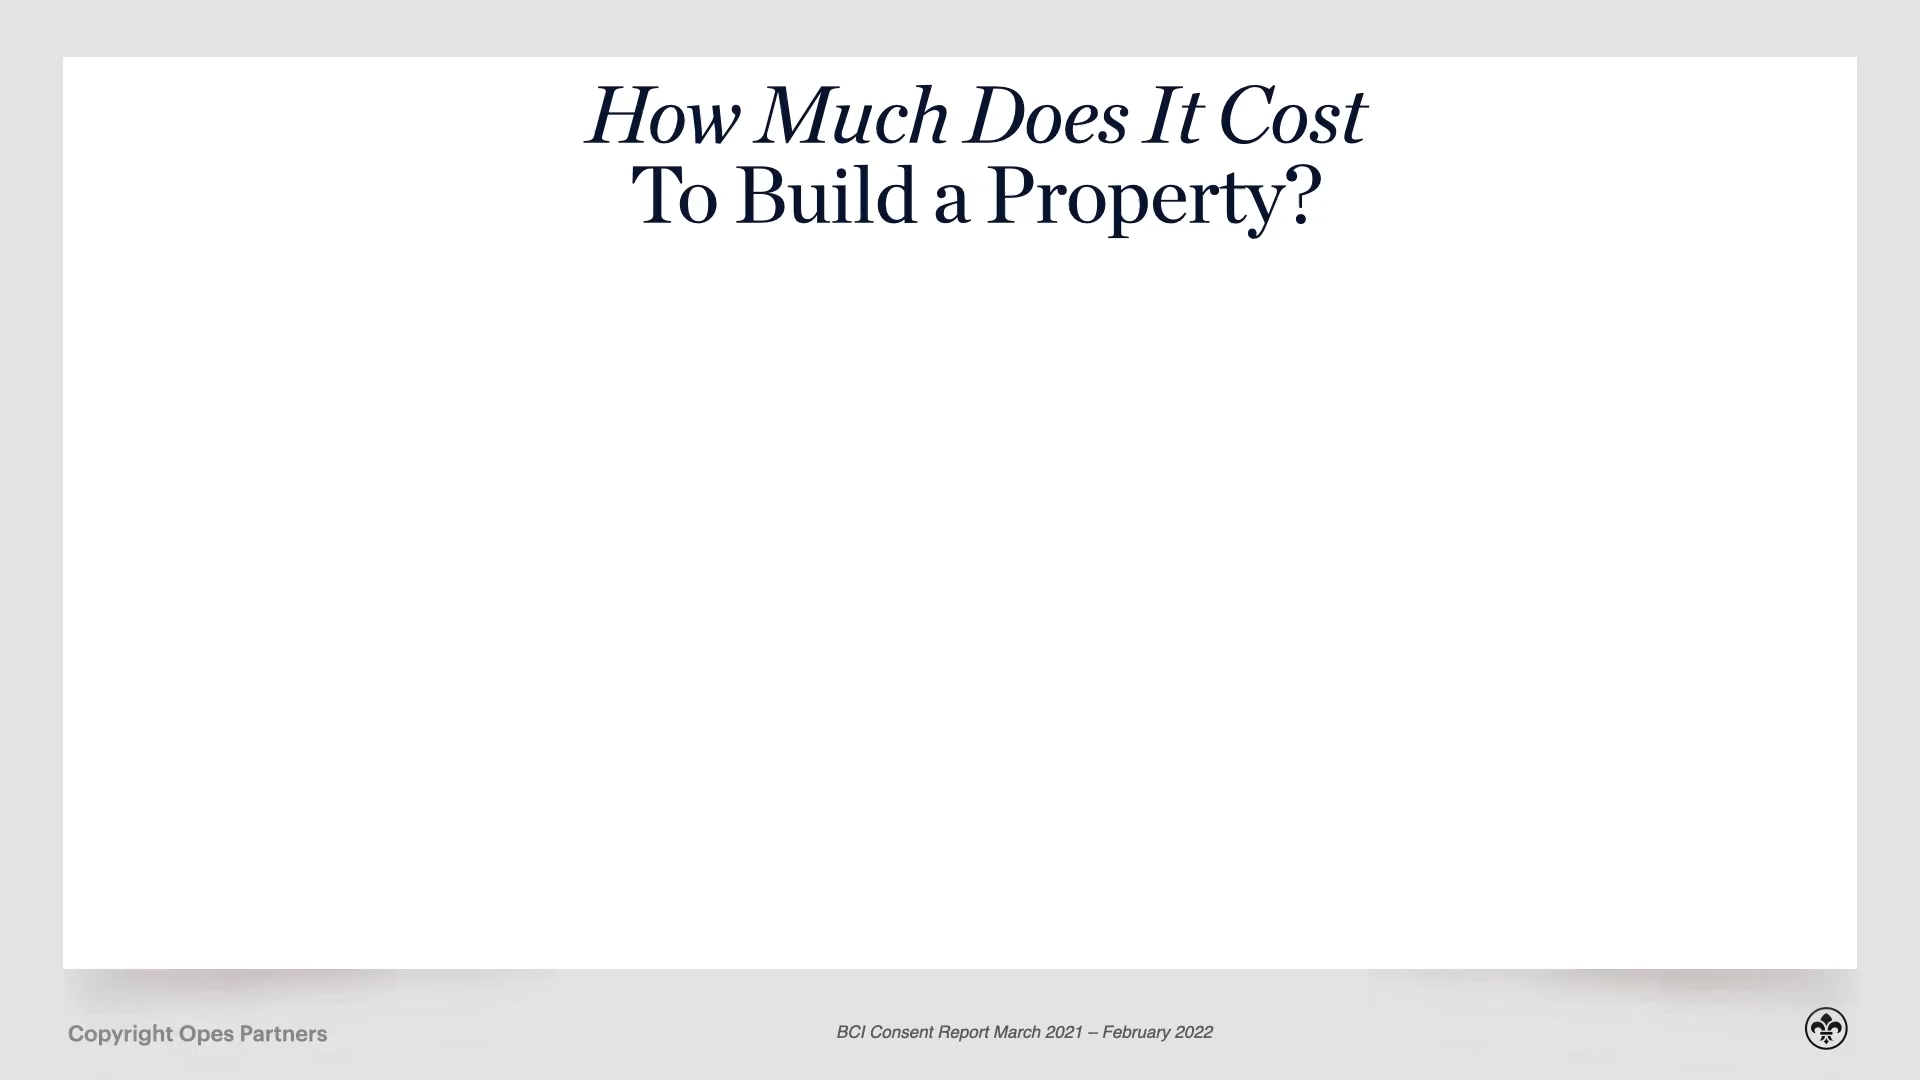 How Much Does It Cost
To Build a Property?
Copyright Opes Partners
BCI Consent Report March 2021 – February 2022